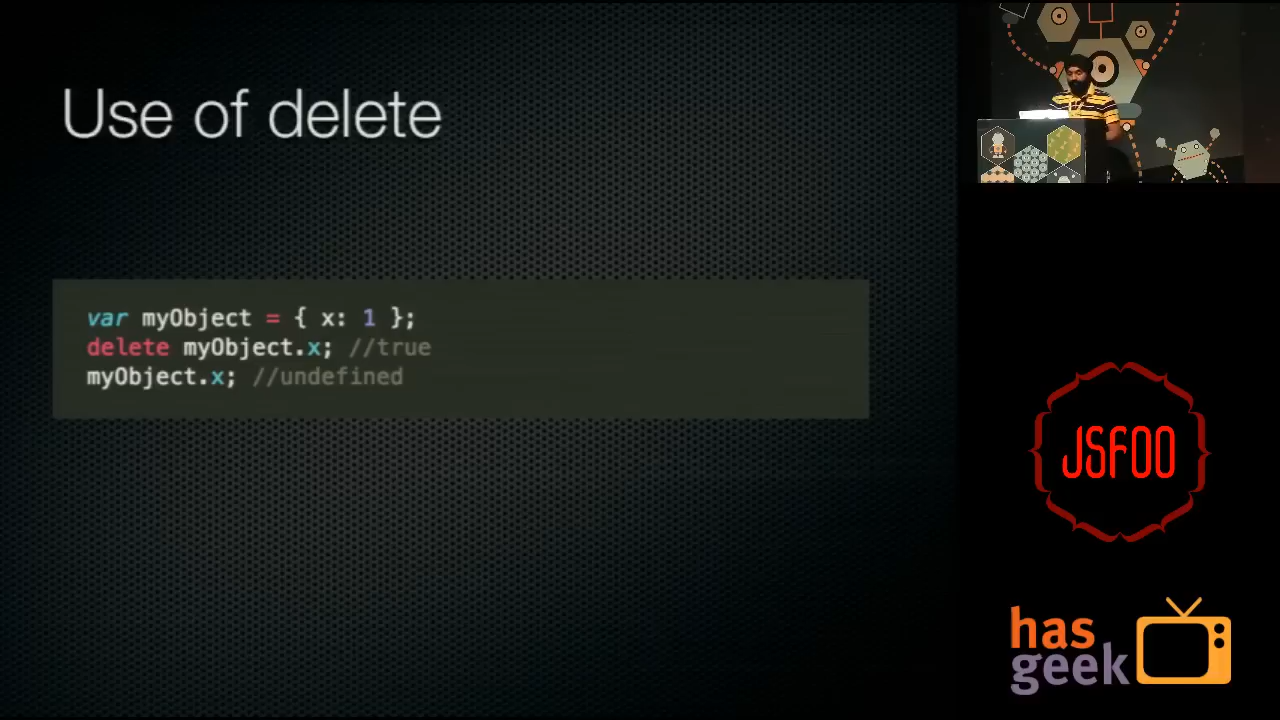 Use of delete
var myObject = { x: 1 };
delete myObject.x; //true
myObject.x; //undefined
JSFOO
has
geek